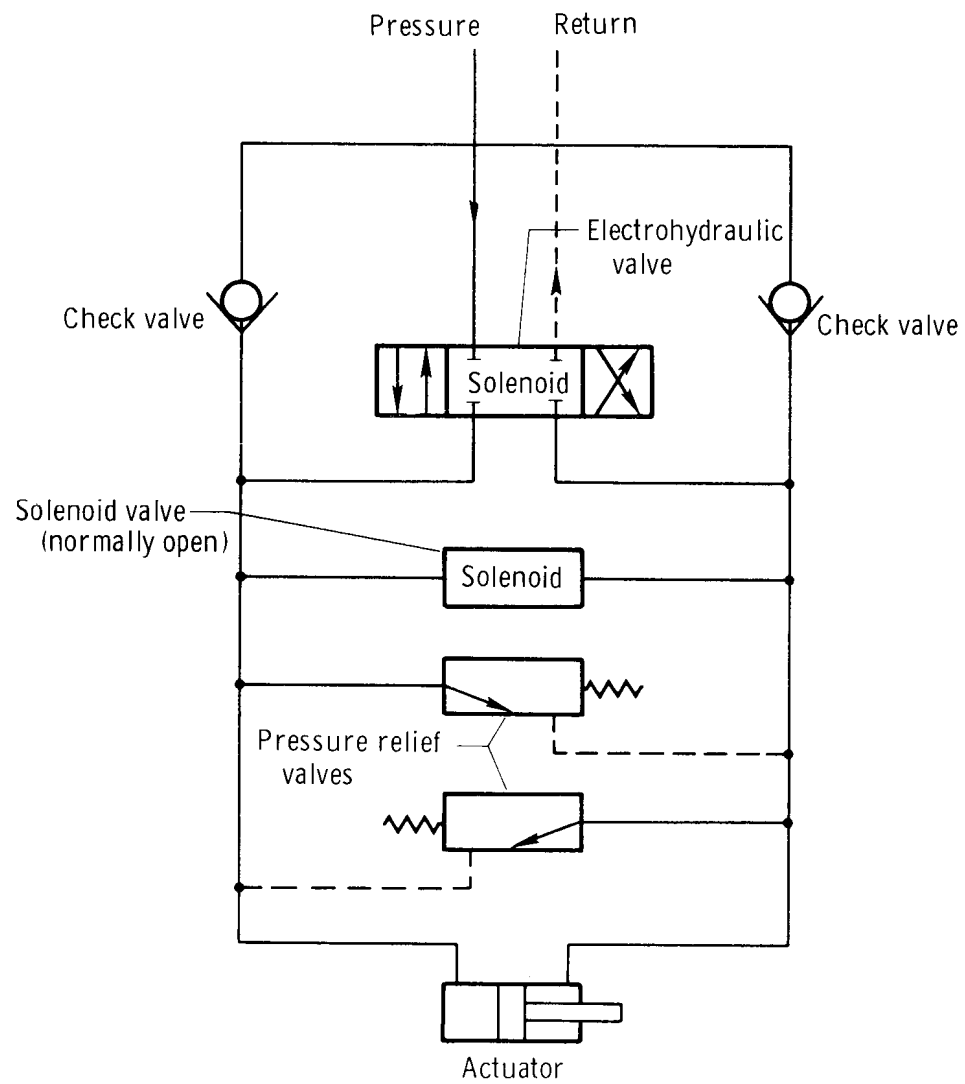 Pressure
Return
Electrohydraulic
valve
Check valve
Check valve
Solenoid
Solenoid valve
(normally open)
Solenoid
Pressure relief
valves
Actuator